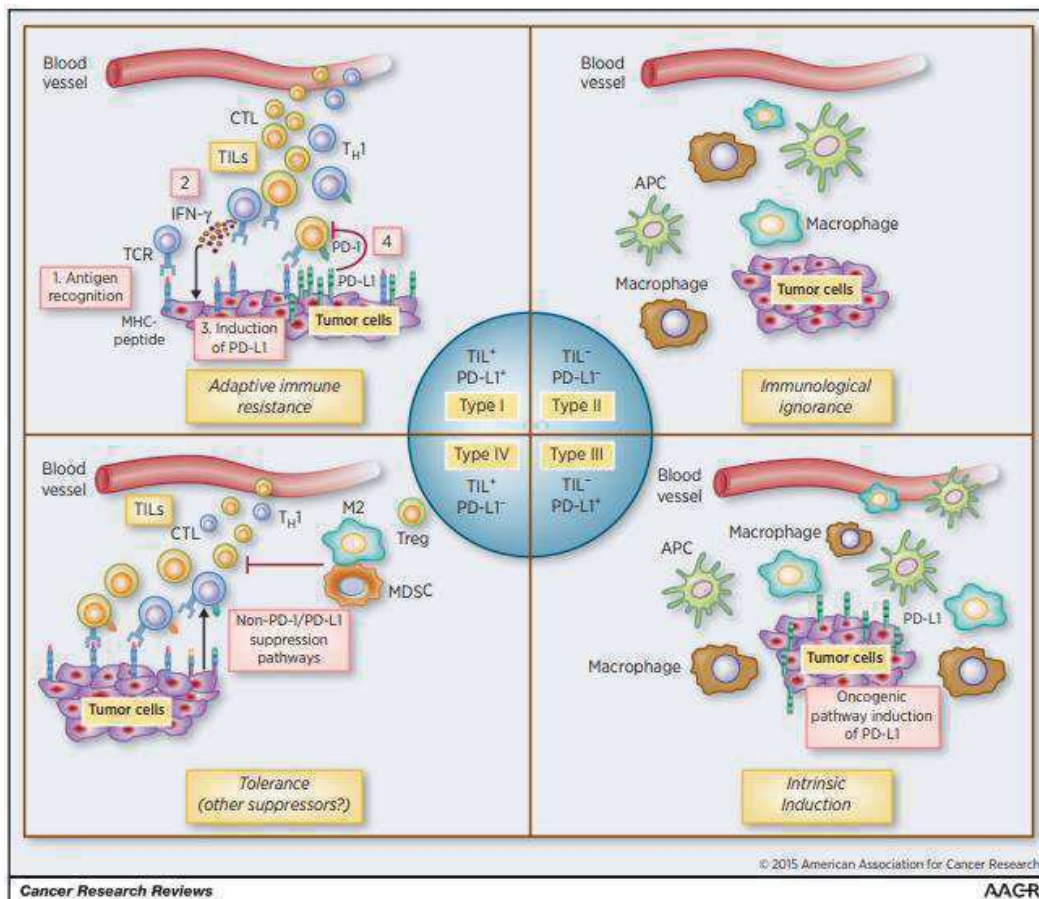 Blood
vessel
CTL
TILs
TH1
2
IFN-γ
TCR
PD-1
4
PD-L1
1. Antigen
recognition
MHC-
peptide
3. Induction
of PD-L1
Tumor cells
Adaptive immune
resistance
Blood
vessel
APC
Macrophage
Macrophage
Tumor cells
Immunological
ignorance
TIL⁺
PD-L1⁺
Type I
TIL⁻
PD-L1⁻
Type II
Type IV
TIL⁺
PD-L1⁻
Type III
TIL⁻
PD-L1⁺
Blood
vessel
TILs
CTL
TH1
M2
Treg
MDSC
Non-PD-1/PD-L1
suppression
pathways
Tumor cells
Tolerance
(other suppressors?)
Blood
vessel
Macrophage
APC
PD-L1
Macrophage
Tumor cells
Oncogenic
pathway induction
of PD-L1
Intrinsic
Induction
© 2015 American Association for Cancer Research
Cancer Research Reviews
AACR